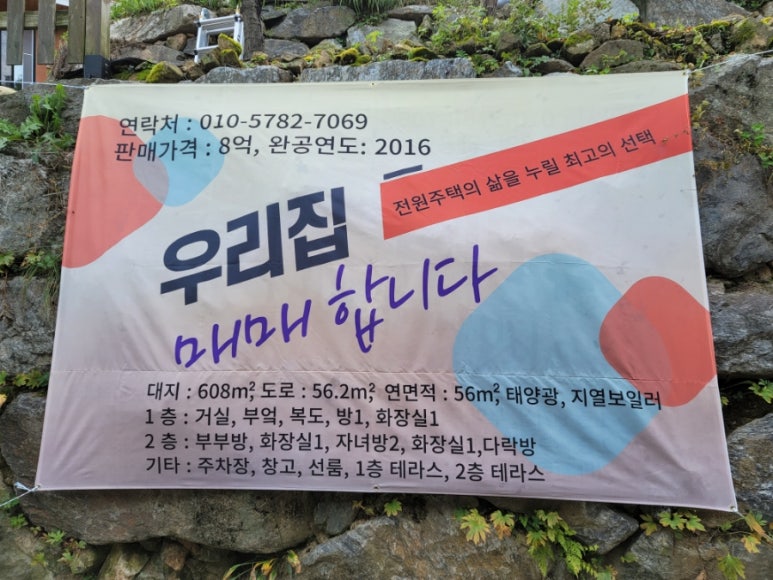 연락처 : 010-5782-7069
판매가격 : 8억, 완공연도: 2016
전원주택의 삶을 누릴 최고의 선택
우리집
매매 합니다
대지 : 608m², 도로 : 56.2m², 연면적 : 56m², 태양광, 지열보일러
1 층 : 거실, 부엌, 복도, 방1, 화장실1
2 층 : 부부방, 화장실1, 자녀방2, 화장실1,다락방
기타 : 주차장, 창고, 선룸, 1층 테라스, 2층 테라스